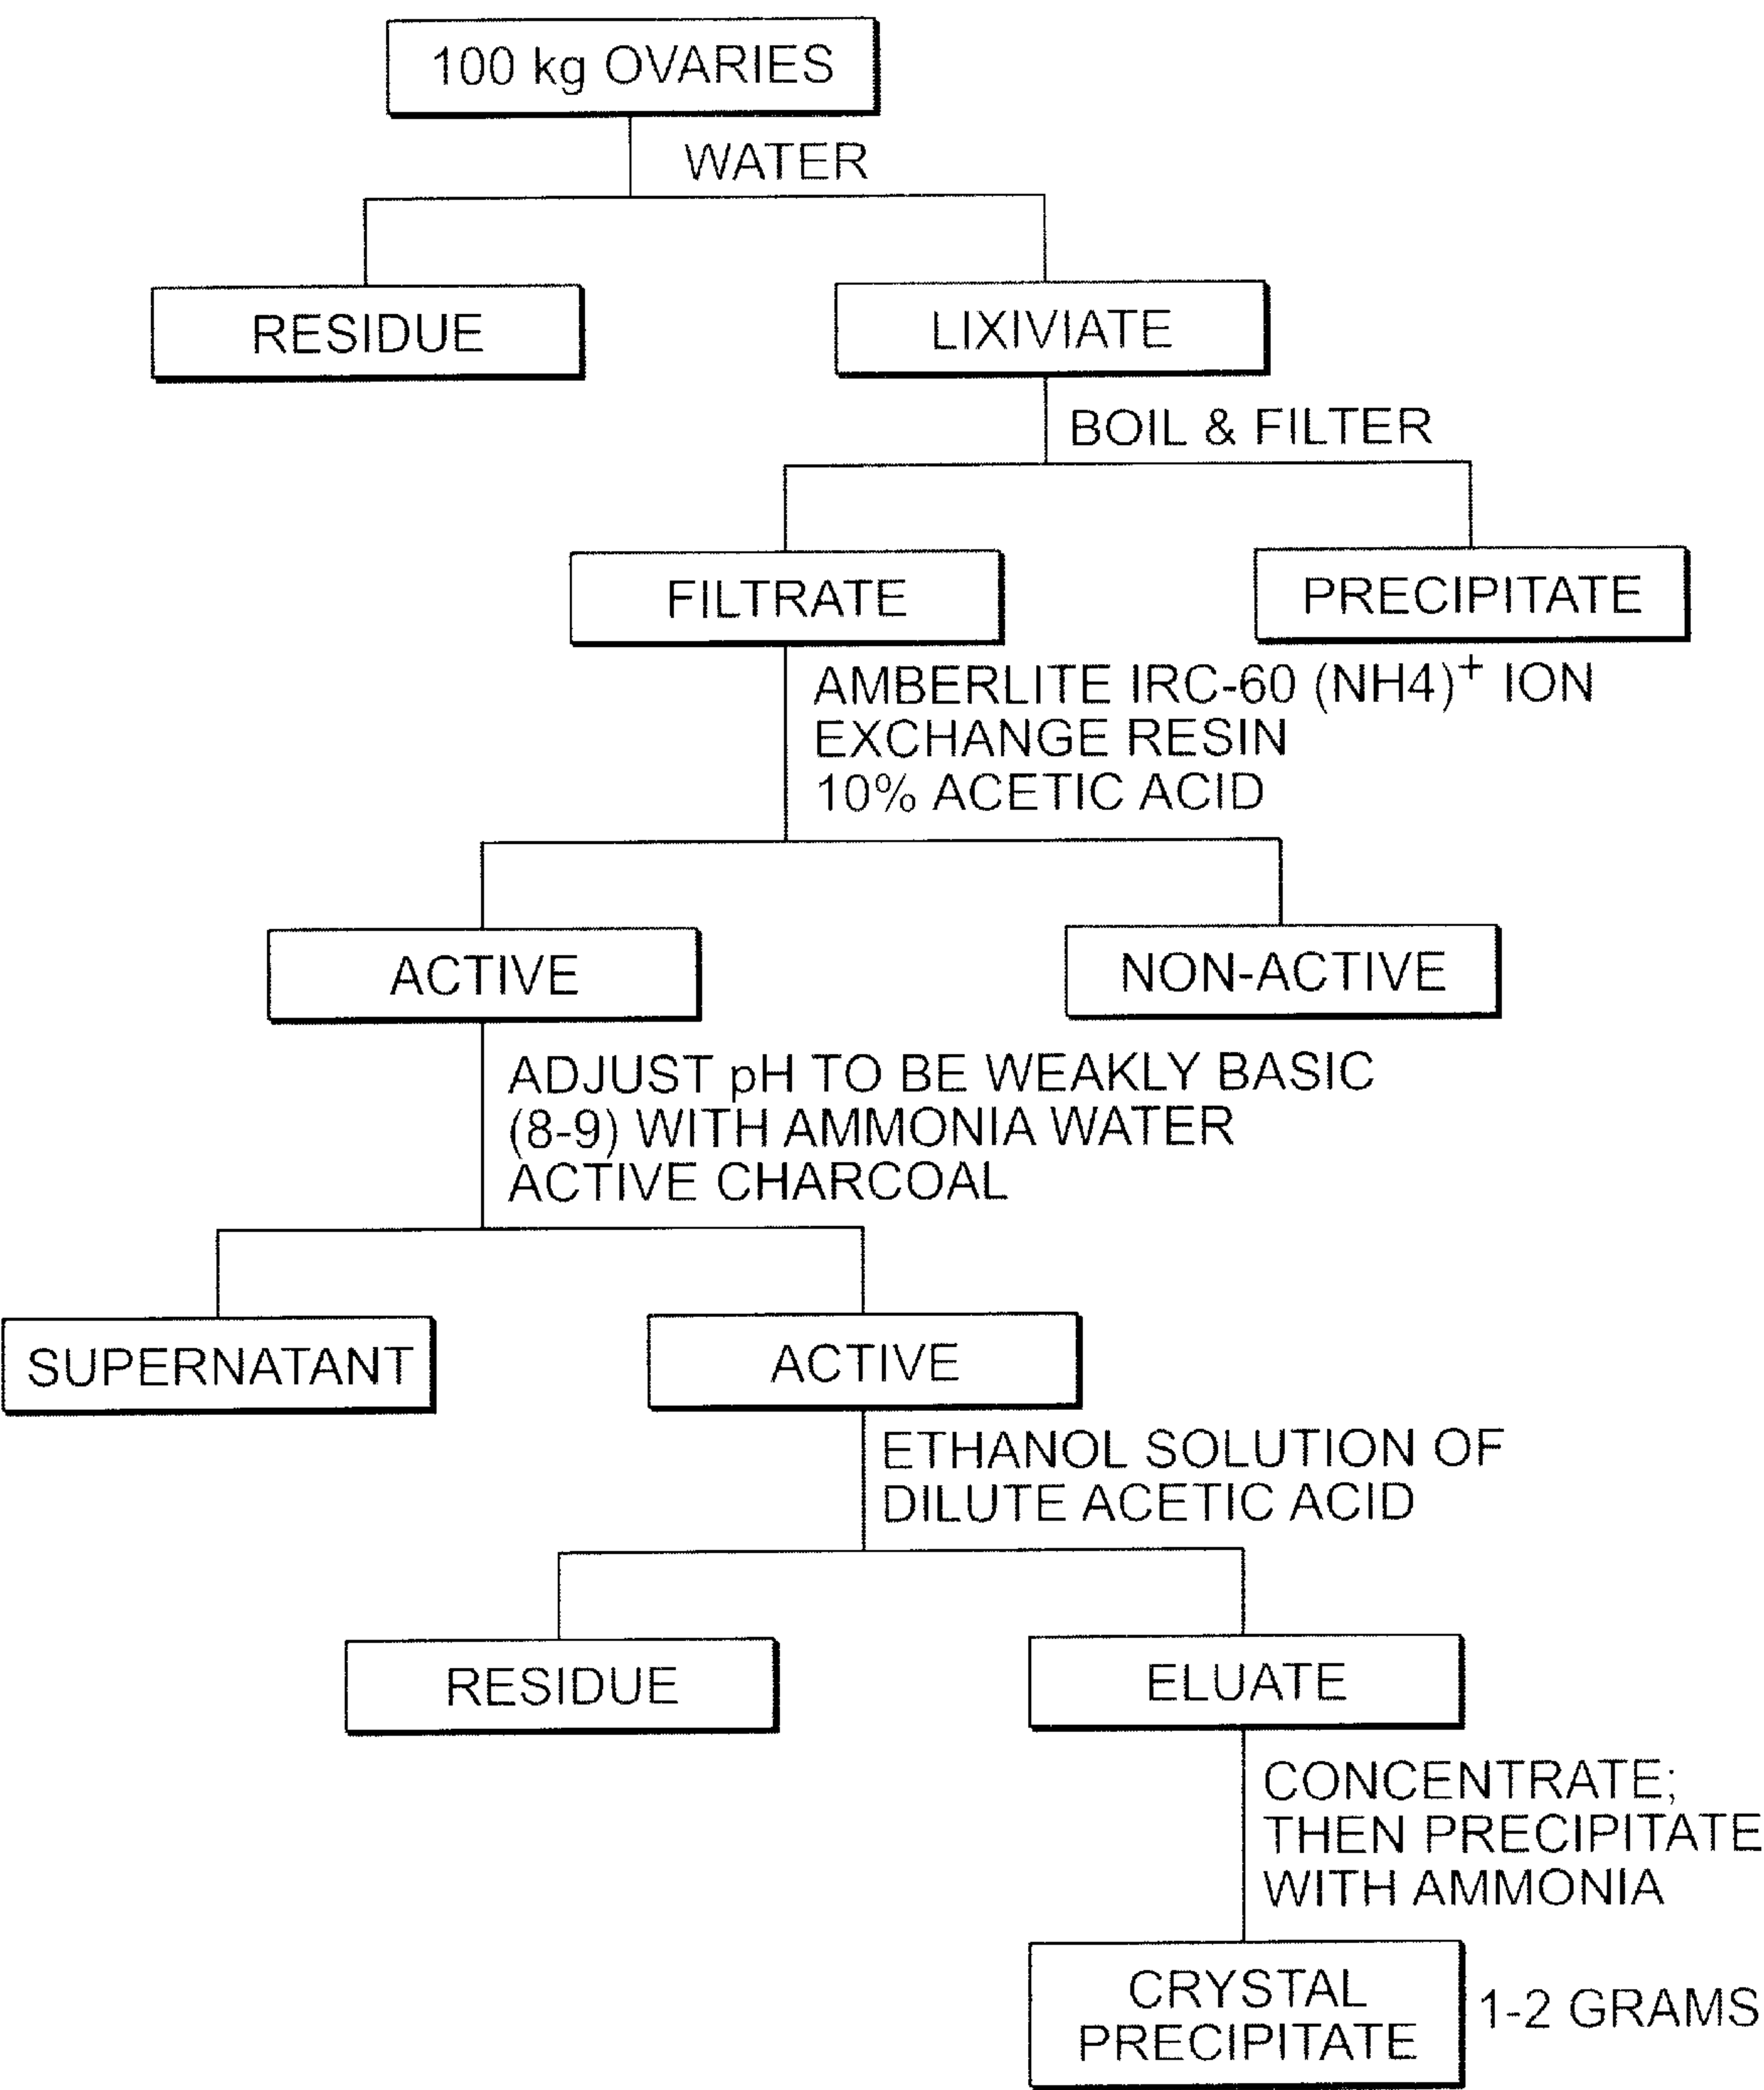 100 kg OVARIES
WATER
RESIDUE
LIXIVIATE
BOIL & FILTER
FILTRATE
PRECIPITATE
AMBERLITE IRC-60 (NH4)⁺ ION
EXCHANGE RESIN
10% ACETIC ACID
ACTIVE
NON-ACTIVE
ADJUST pH TO BE WEAKLY BASIC
(8-9) WITH AMMONIA WATER
ACTIVE CHARCOAL
SUPERNATANT
ACTIVE
ETHANOL SOLUTION OF
DILUTE ACETIC ACID
RESIDUE
ELUATE
CONCENTRATE;
THEN PRECIPITATE
WITH AMMONIA
CRYSTAL
PRECIPITATE
1-2 GRAMS